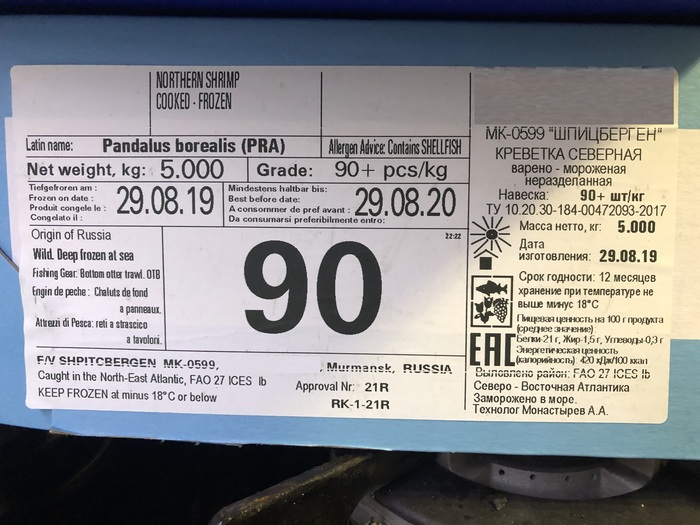 NORTHERN SHRIMP
COOKED - FROZEN
Latin name: Pandalus borealis (PRA) Allergen Advice: Contains SHELLFISH
Net weight, kg: 5.000 Grade: 90+ pcs/kg
Tiefgefroren am :
Frozen on date :
Produit congele le :
Congelato il :
29.08.19
Mindestens haltbar bis:
Best before date:
A consommer de pref avant :
Da consumarsi preferibilmente entro:
29.08.20
Origin of Russia
Wild. Deep frozen at sea
Fishing Gear: Bottom otter trawl. OTB
Engin de peche : Chaluts de fond
a panneaux.
Attrezzi di Pesca: reti a strascico
a tavoloni.
22:22
90
F/V SHPITCBERGEN MK-0599, , Murmansk, RUSSIA
Caught in the North-East Atlantic, FAO 27 ICES Ib
KEEP FROZEN at minus 18°C or below
Approval Nr: 21R
RK-1-21R
МК-0599 "ШПИЦБЕРГЕН"
КРЕВЕТКА СЕВЕРНАЯ
варено - мороженая
неразделанная
Навеска: 90+ шт/кг
ТУ 10.20.30-184-00472093-2017
Масса нетто, кг: 5.000
Дата
изготовления: 29.08.19
Срок годности: 12 месяцев
хранение при температуре не
выше минус 18°С
Пищевая ценность на 100 г продукта
(среднее значение):
Белки-21 г, Жир-1,5 г, Углеводы-0,3 г
Энергетическая ценность
(калорийность): 420 кДж/100 ккал
EAC
Выловлено район: FAO 27 ICES Ib
Северо - Восточная Атлантика
Заморожено в море.
Технолог Монастырев А.А.